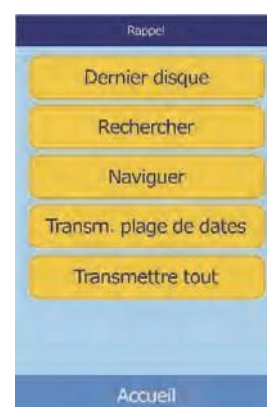 Rappel
Dernier disque
Rechercher
Naviguer
Transm. plage de dates
Transmettre tout
Accueil